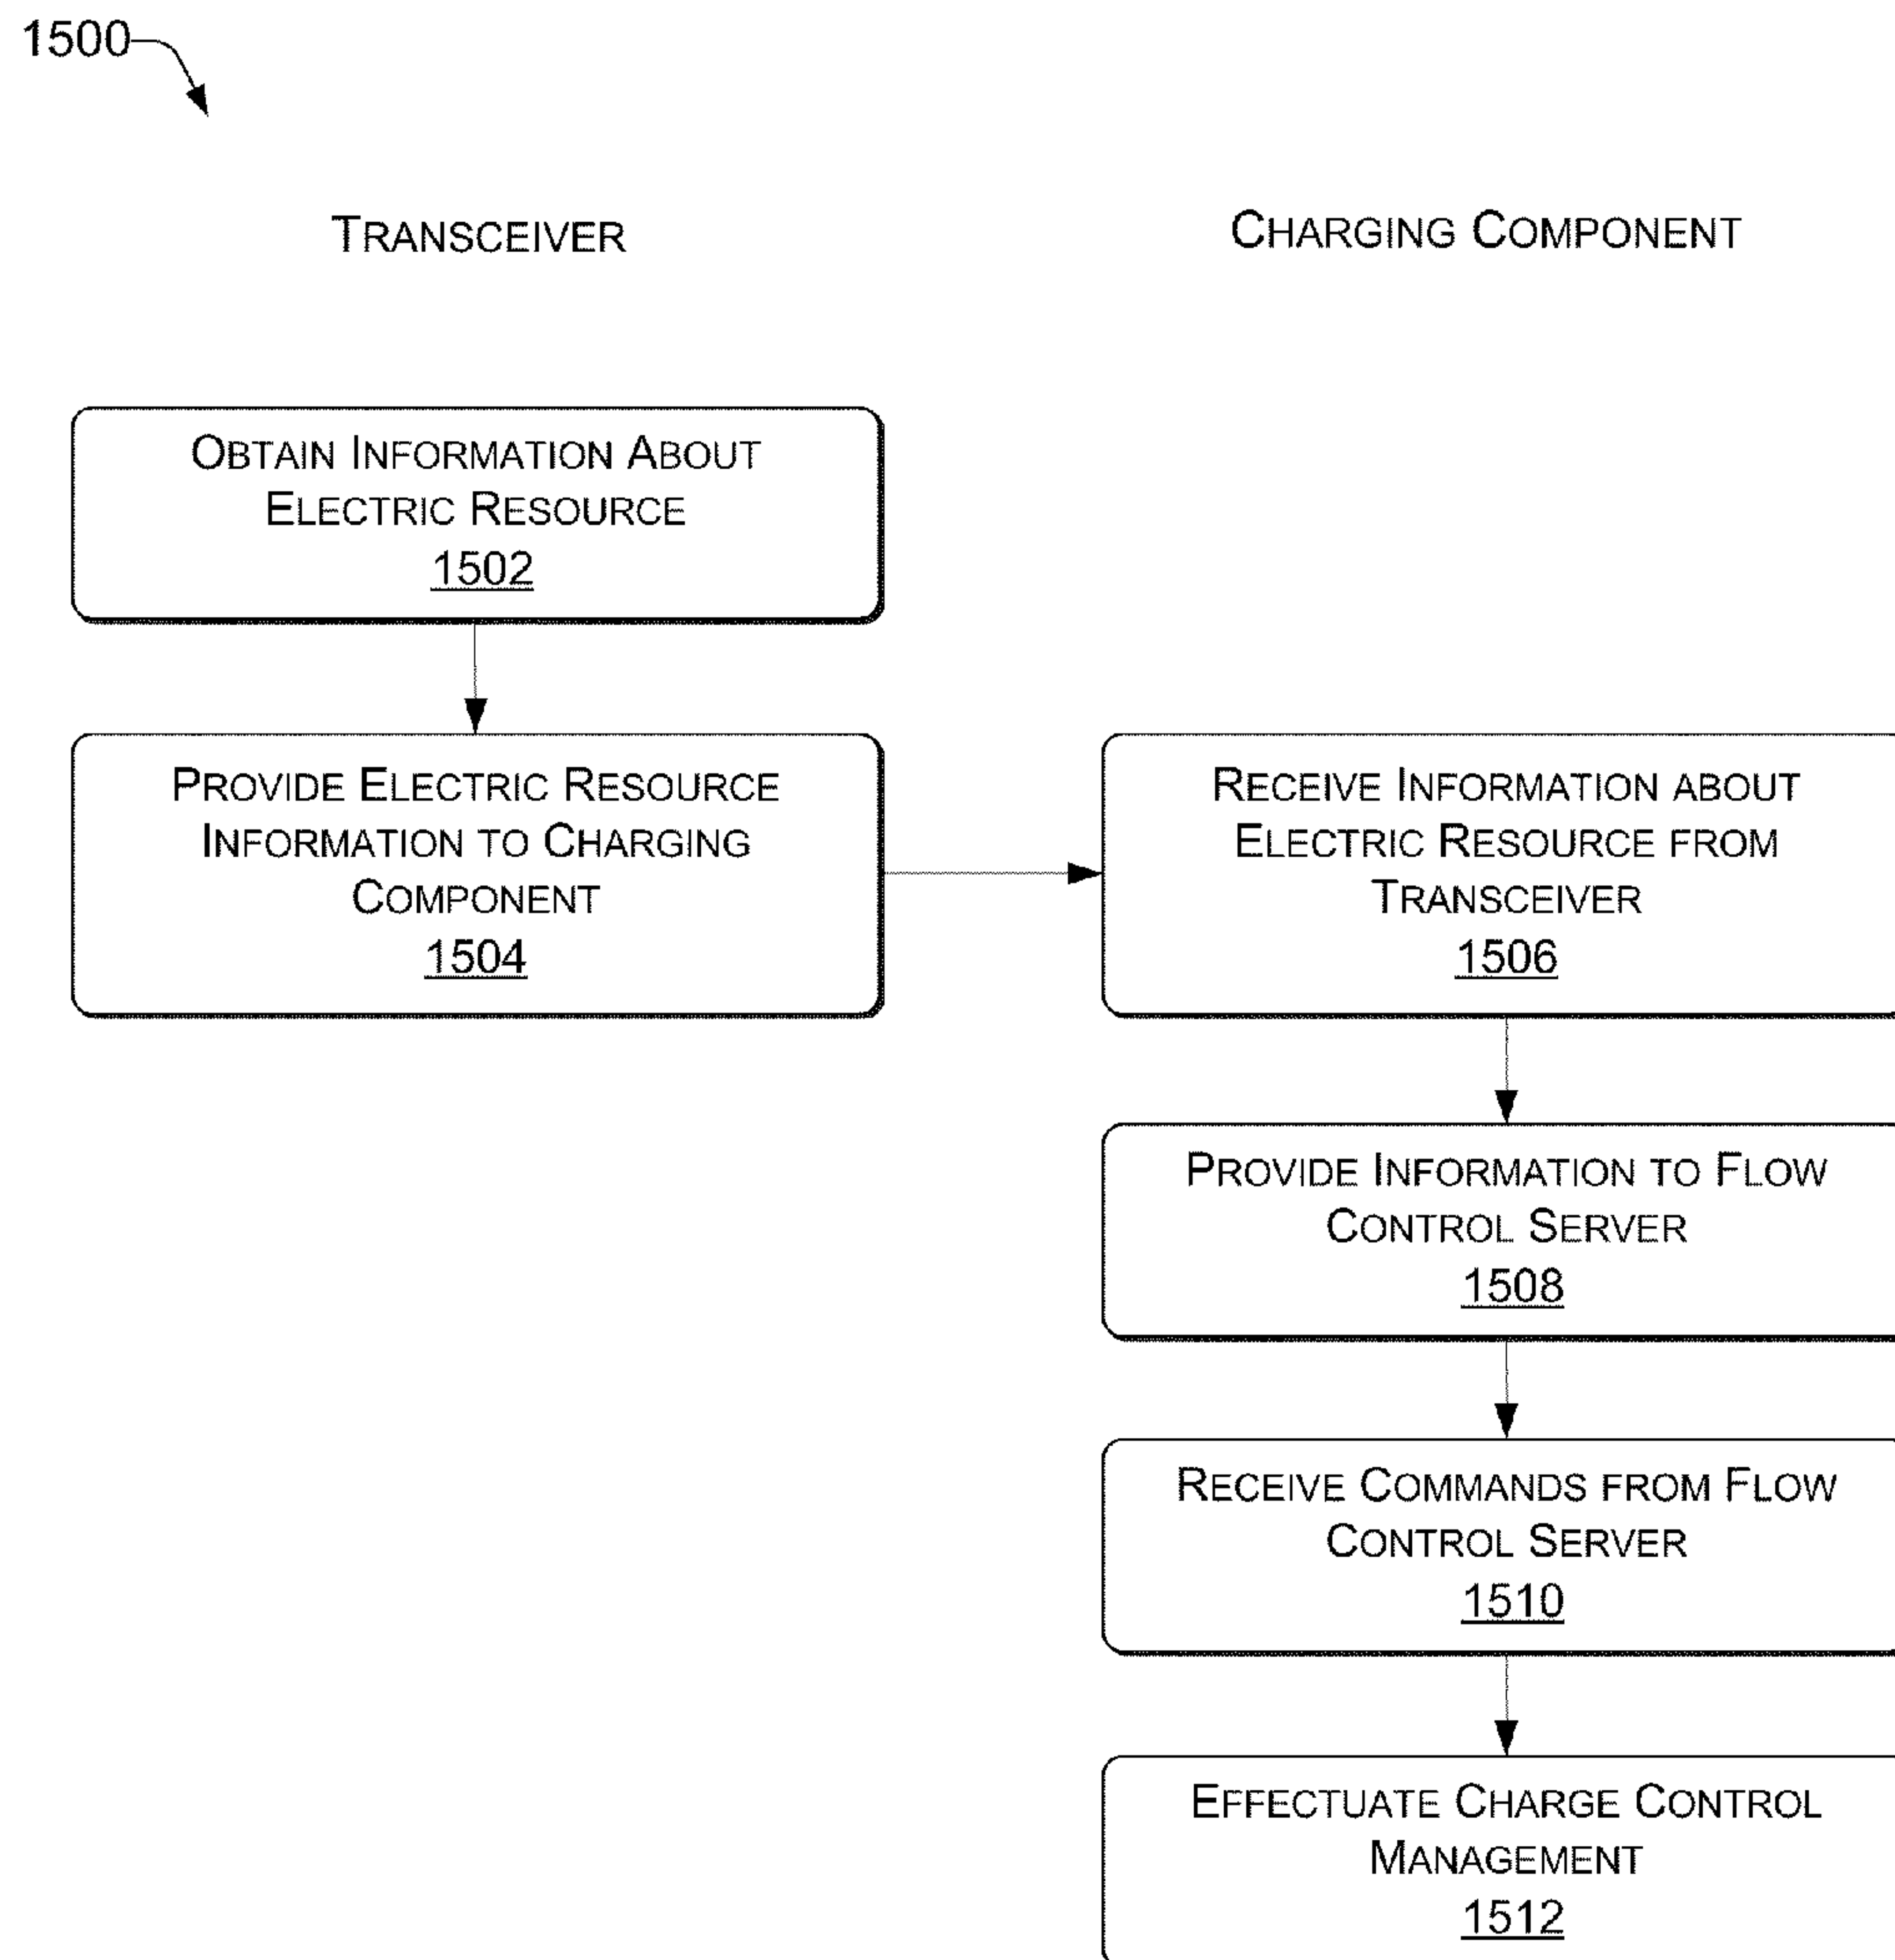 1500
TRANSCEIVER
CHARGING COMPONENT
OBTAIN INFORMATION ABOUT
ELECTRIC RESOURCE
1502
PROVIDE ELECTRIC RESOURCE
INFORMATION TO CHARGING
COMPONENT
1504
RECEIVE INFORMATION ABOUT
ELECTRIC RESOURCE FROM
TRANSCEIVER
1506
PROVIDE INFORMATION TO FLOW
CONTROL SERVER
1508
RECEIVE COMMANDS FROM FLOW
CONTROL SERVER
1510
EFFECTUATE CHARGE CONTROL
MANAGEMENT
1512